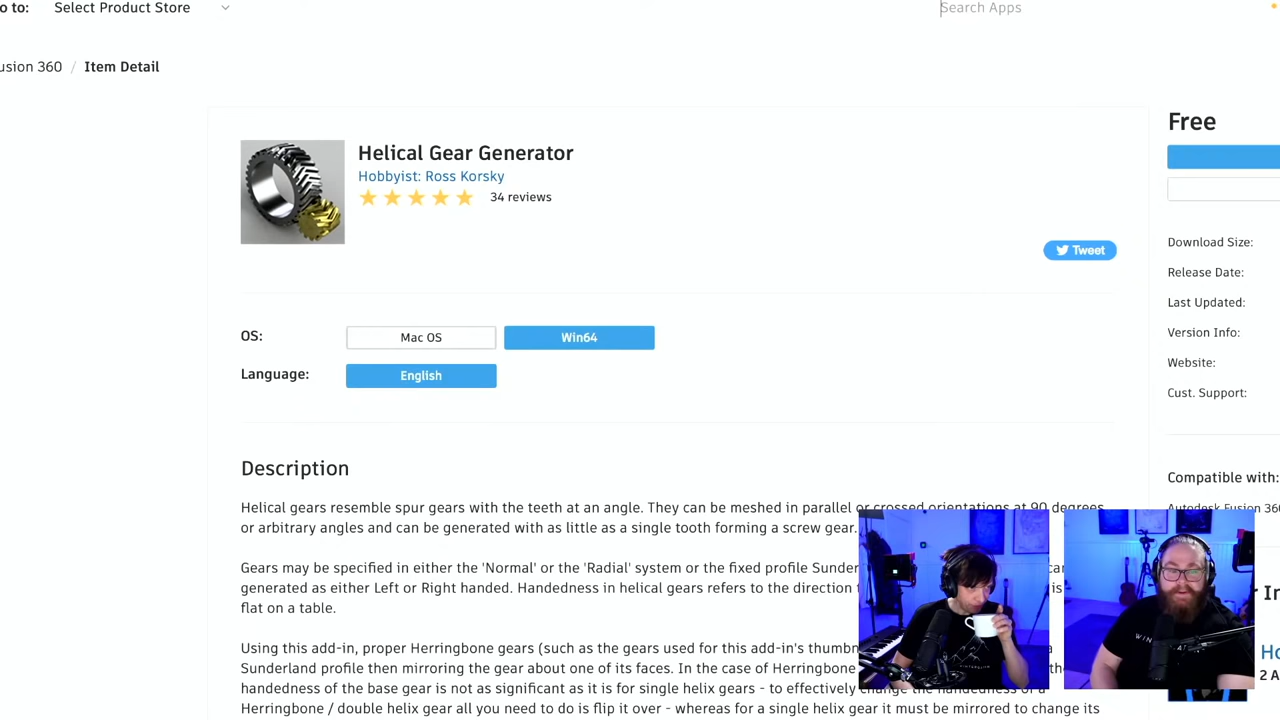 o to: Select Product Store
Search Apps
usion 360 / Item Detail
Helical Gear Generator
Hobbyist: Ross Korsky
34 reviews
Tweet
OS: Mac OS Win64
Language: English
Description
Helical gears resemble spur gears with the teeth at an angle. They can be meshed in parallel or crossed orientations at 90 degrees
or arbitrary angles and can be generated with as little as a single tooth forming a screw gear.
Gears may be specified in either the 'Normal' or the 'Radial' system or the fixed profile Sunder
generated as either Left or Right handed. Handedness in helical gears refers to the direction
flat on a table.
Using this add-in, proper Herringbone gears (such as the gears used for this add-in's thumbn
Sunderland profile then mirroring the gear about one of its faces. In the case of Herringbone
handedness of the base gear is not as significant as it is for single helix gears - to effectively change the handedness of a
Herringbone / double helix gear all you need to do is flip it over - whereas for a single helix gear it must be mirrored to change its
Free
Download Size:
Release Date:
Last Updated:
Version Info:
Website:
Cust. Support:
Compatible with:
Autodesk Fusion 360
r In
Ho
2 A